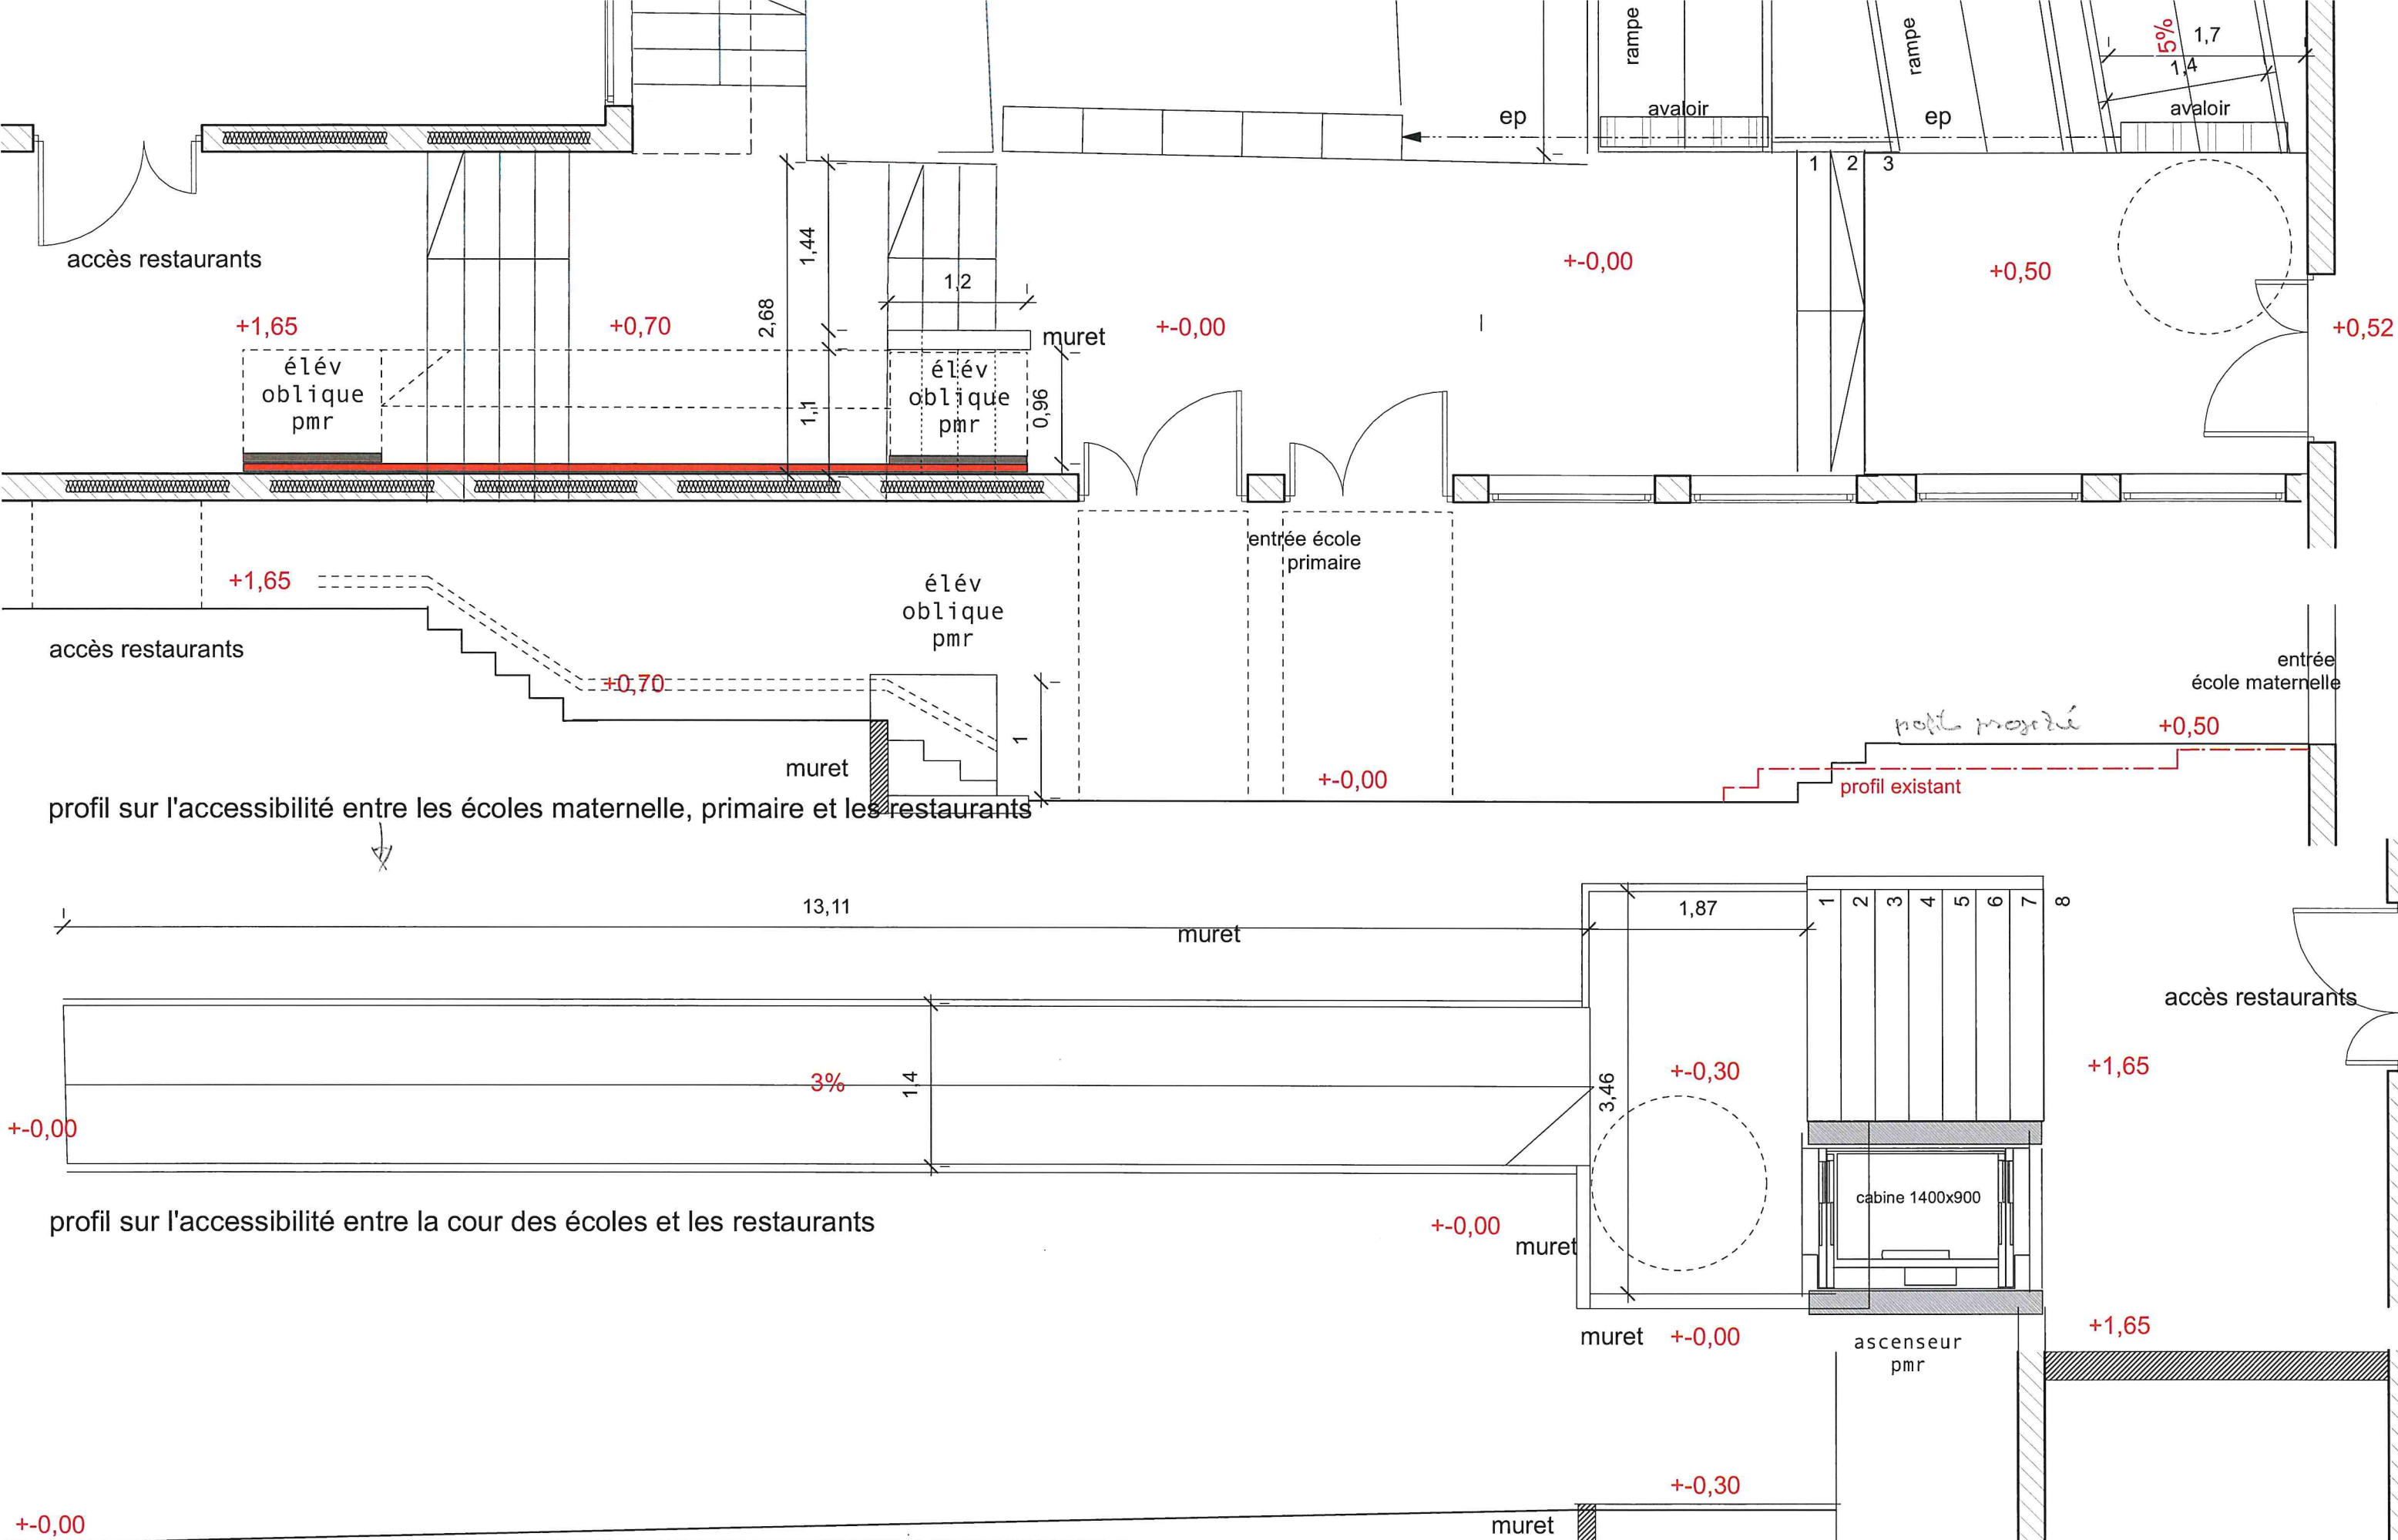 rampe
rampe
5%
1,7
1,4
ep
avaloir
ep
avaloir
1 2 3
accès restaurants
1,44
+-0,00
+0,50
1,2
2,68
+1,65
+0,70
muret
+-0,00
+0,52
élév
oblique
pmr
élév
oblique
pmr
1,1
0,96
entrée école
primaire
+1,65
élév
oblique
pmr
accès restaurants
entrée
école maternelle
+0,70
+0,50
1
muret
+-0,00
profil existant
profil sur l'accessibilité entre les écoles maternelle, primaire et les restaurants
13,11
muret
1,87
1 2 3 4 5 6 7 8
accès restaurants
3%
1,4
3,46
+-0,30
+1,65
+-0,00
cabine 1400x900
profil sur l'accessibilité entre la cour des écoles et les restaurants
+-0,00
muret
muret
+-0,00
ascenseur
pmr
+1,65
+-0,30
+-0,00
muret